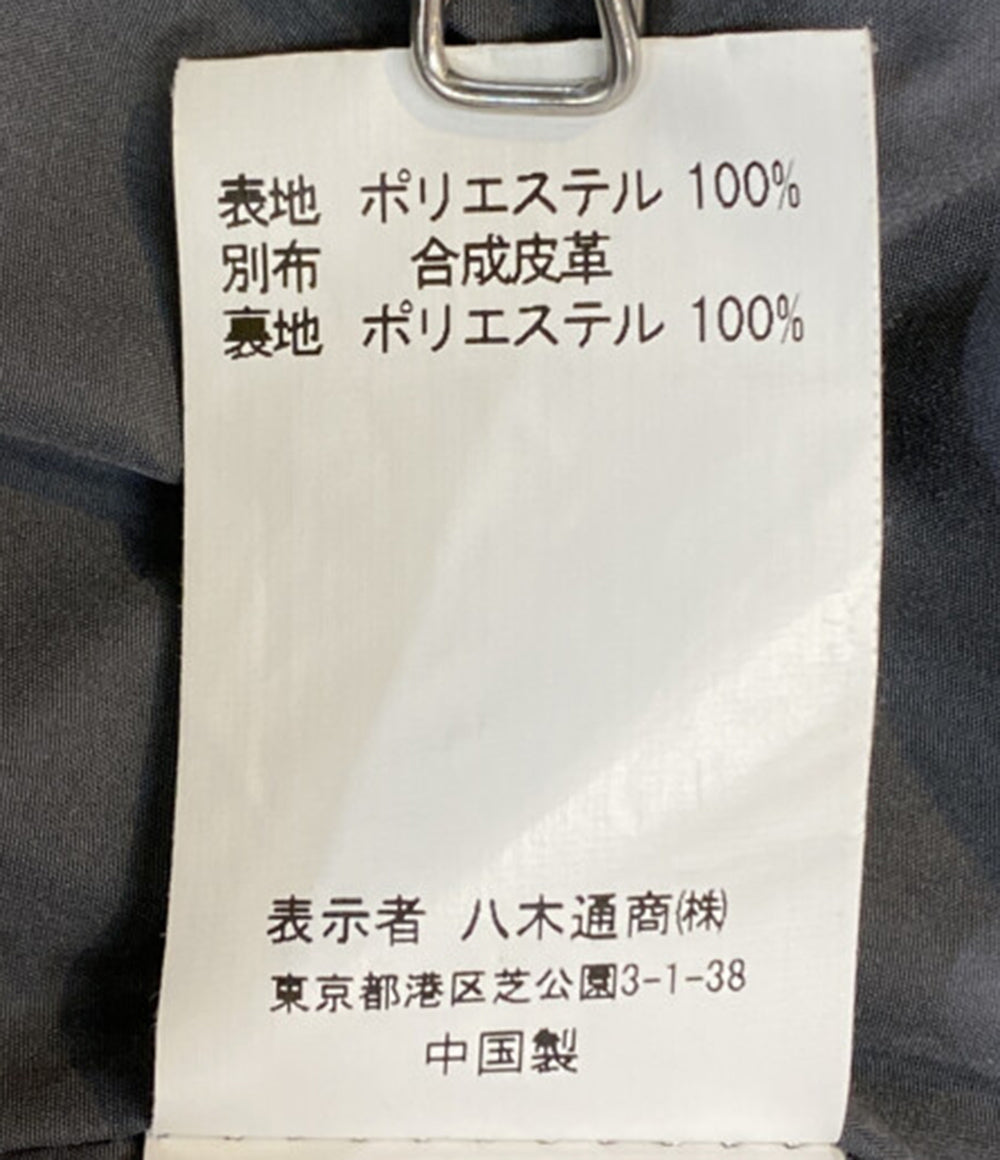 表地 ポリエステル 100%
別布 合成皮革
裏地 ポリエステル 100%
表示者 八木通商㈱
東京都港区芝公園3-1-38
中国製